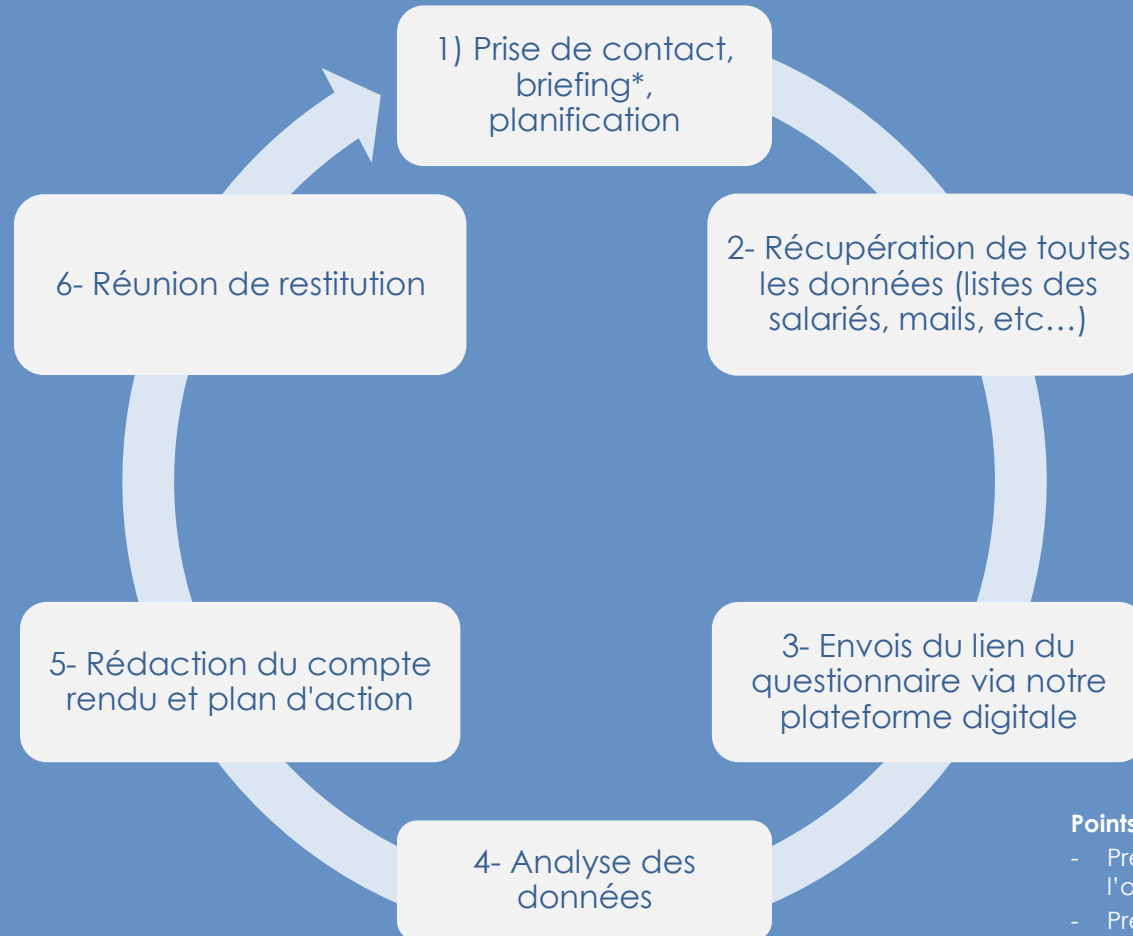 1) Prise de contact,
briefing*,
planification
2- Récupération de toutes
les données (listes des
salariés, mails, etc…)
3- Envois du lien du
questionnaire via notre
plateforme digitale
4- Analyse des
données
5- Rédaction du compte
rendu et plan d'action
6- Réunion de restitution
Points
-
-